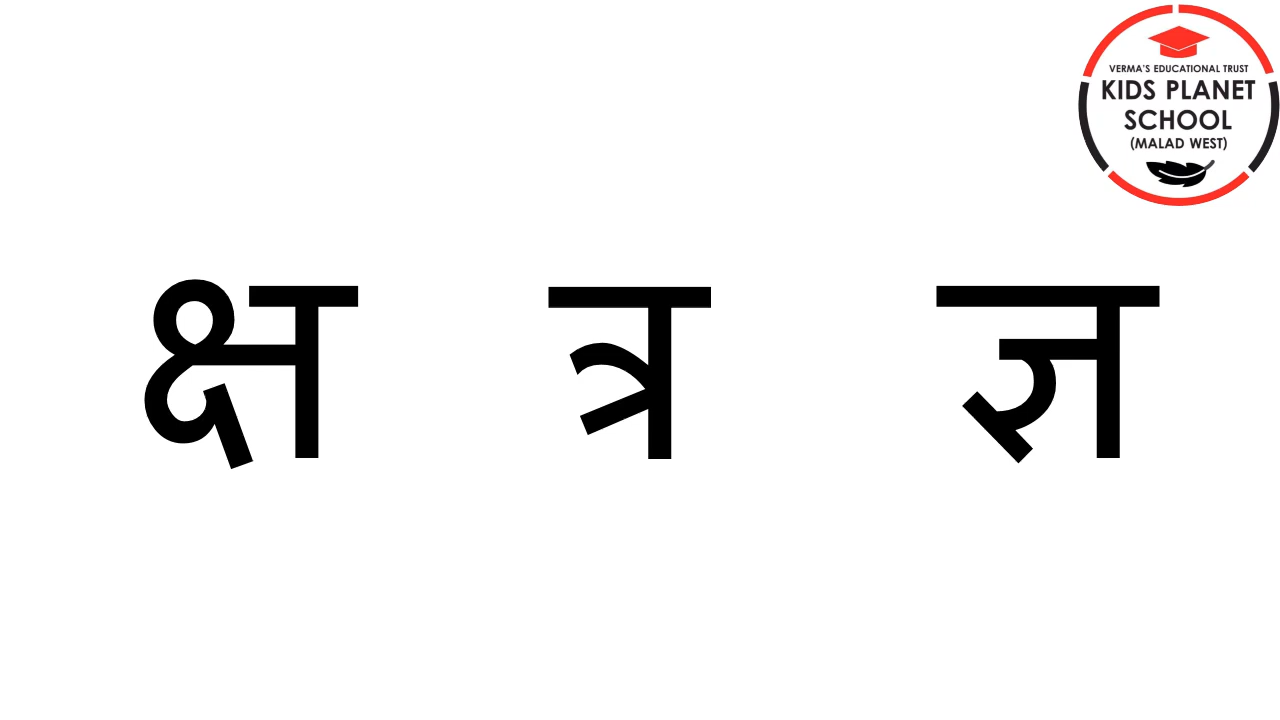 VERMA'S EDUCATIONAL TRUST
KIDS PLANET
SCHOOL
(MALAD WEST)
क्ष त्र ज्ञ